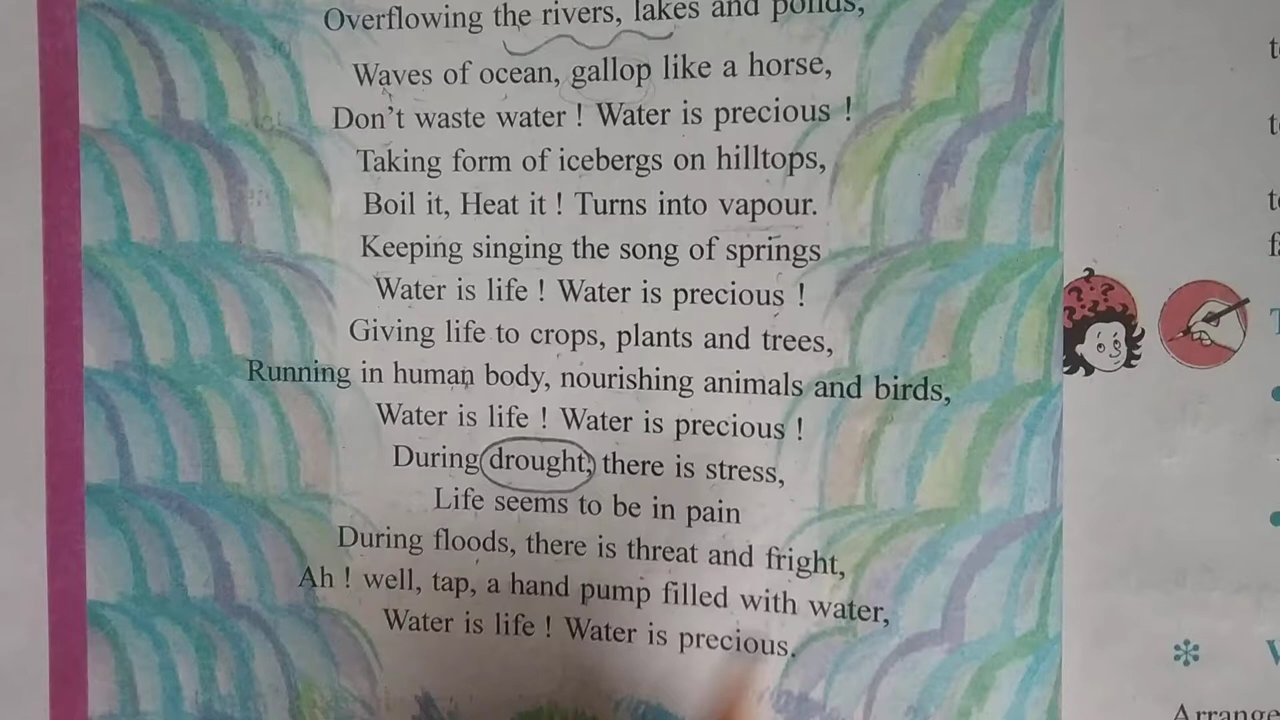 Overflowing the rivers, lakes and ponds,
Waves of ocean, gallop like a horse,
Don't waste water ! Water is precious !
Taking form of icebergs on hilltops,
Boil it, Heat it ! Turns into vapour.
Keeping singing the song of springs
Water is life ! Water is precious !
Giving life to crops, plants and trees,
Running in human body, nourishing animals and birds,
Water is life ! Water is precious !
During drought, there is stress,
Life seems to be in pain
During floods, there is threat and fright,
Ah ! well, tap, a hand pump filled with water,
Water is life ! Water is precious.
Arrange